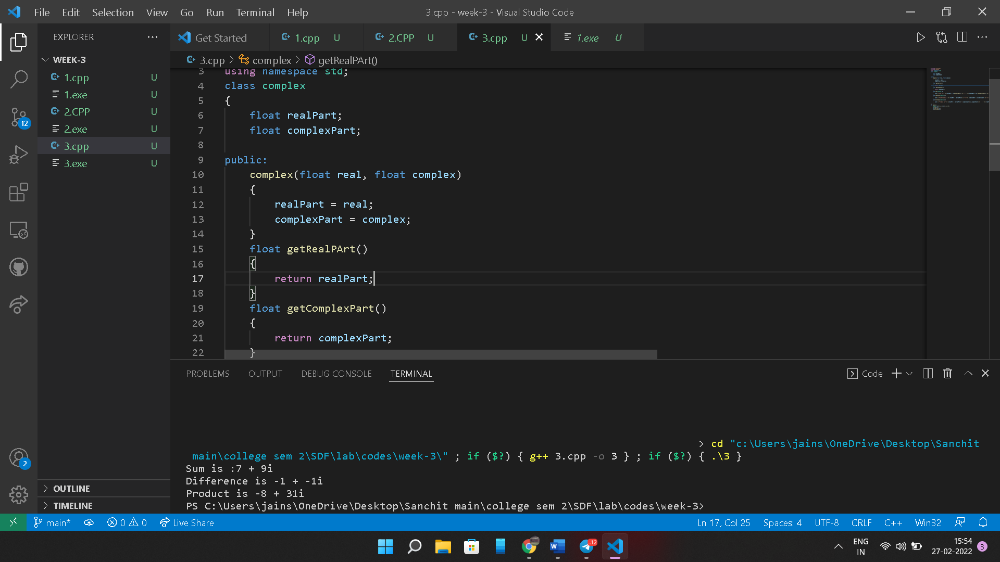 File Edit Selection View Go Run Terminal Help
3.cpp - week-3 - Visual Studio Code
EXPLORER
Get Started
1.cpp U
2.CPP U
3.cpp U
1.exe U
WEEK-3
1.cpp U
1.exe U
2.CPP U
2.exe U
3.cpp U
3.exe U
12
3.cpp > complex > getRealPArt()
3 using namespace std;
4 class complex
5 {
6 float realPart;
7 float complexPart;
8
9 public:
10 complex(float real, float complex)
11 {
12 realPart = real;
13 complexPart = complex;
14 }
15 float getRealPArt()
16 {
17 return realPart;
18 }
19 float getComplexPart()
20 {
21 return complexPart;
22 }
PROBLEMS OUTPUT DEBUG CONSOLE TERMINAL
Code
> cd "c:\Users\jains\OneDrive\Desktop\Sanchit
main\college sem 2\SDF\lab\codes\week-3\" ; if ($?) { g++ 3.cpp -o 3 } ; if ($?) { .\3 }
Sum is :7 + 9i
Difference is -1 + -1i
Product is -8 + 31i
PS C:\Users\jains\OneDrive\Desktop\Sanchit main\college sem 2\SDF\lab\codes\week-3>
2
OUTLINE
TIMELINE
main* 0 0 Live Share
Ln 17, Col 25 Spaces: 4 UTF-8 CRLF C++ Win32
12
ENG
IN
15:54
27-02-2022
3